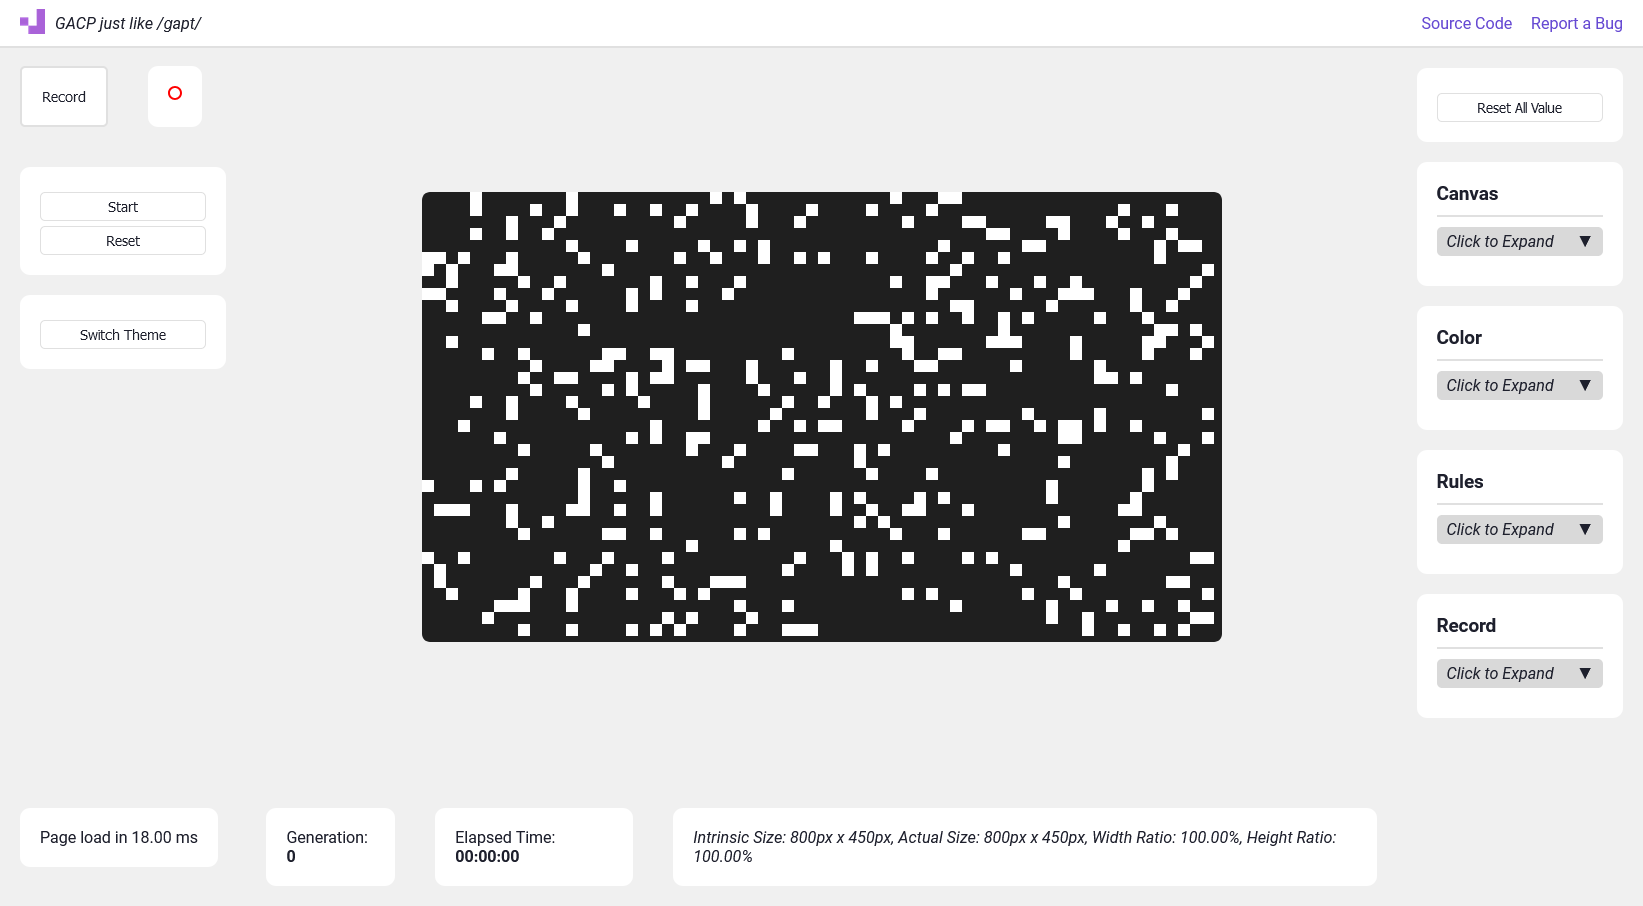 GACP just like /gapt/
Source Code
Report a Bug
Record
Start
Reset
Switch Theme
Reset All Value
Canvas
Click to Expand ▼
Color
Click to Expand ▼
Rules
Click to Expand ▼
Record
Click to Expand ▼
Page load in 18.00 ms
Generation:
0
Elapsed Time:
00:00:00
Intrinsic Size: 800px x 450px, Actual Size: 800px x 450px, Width Ratio: 100.00%, Height Ratio:
100.00%